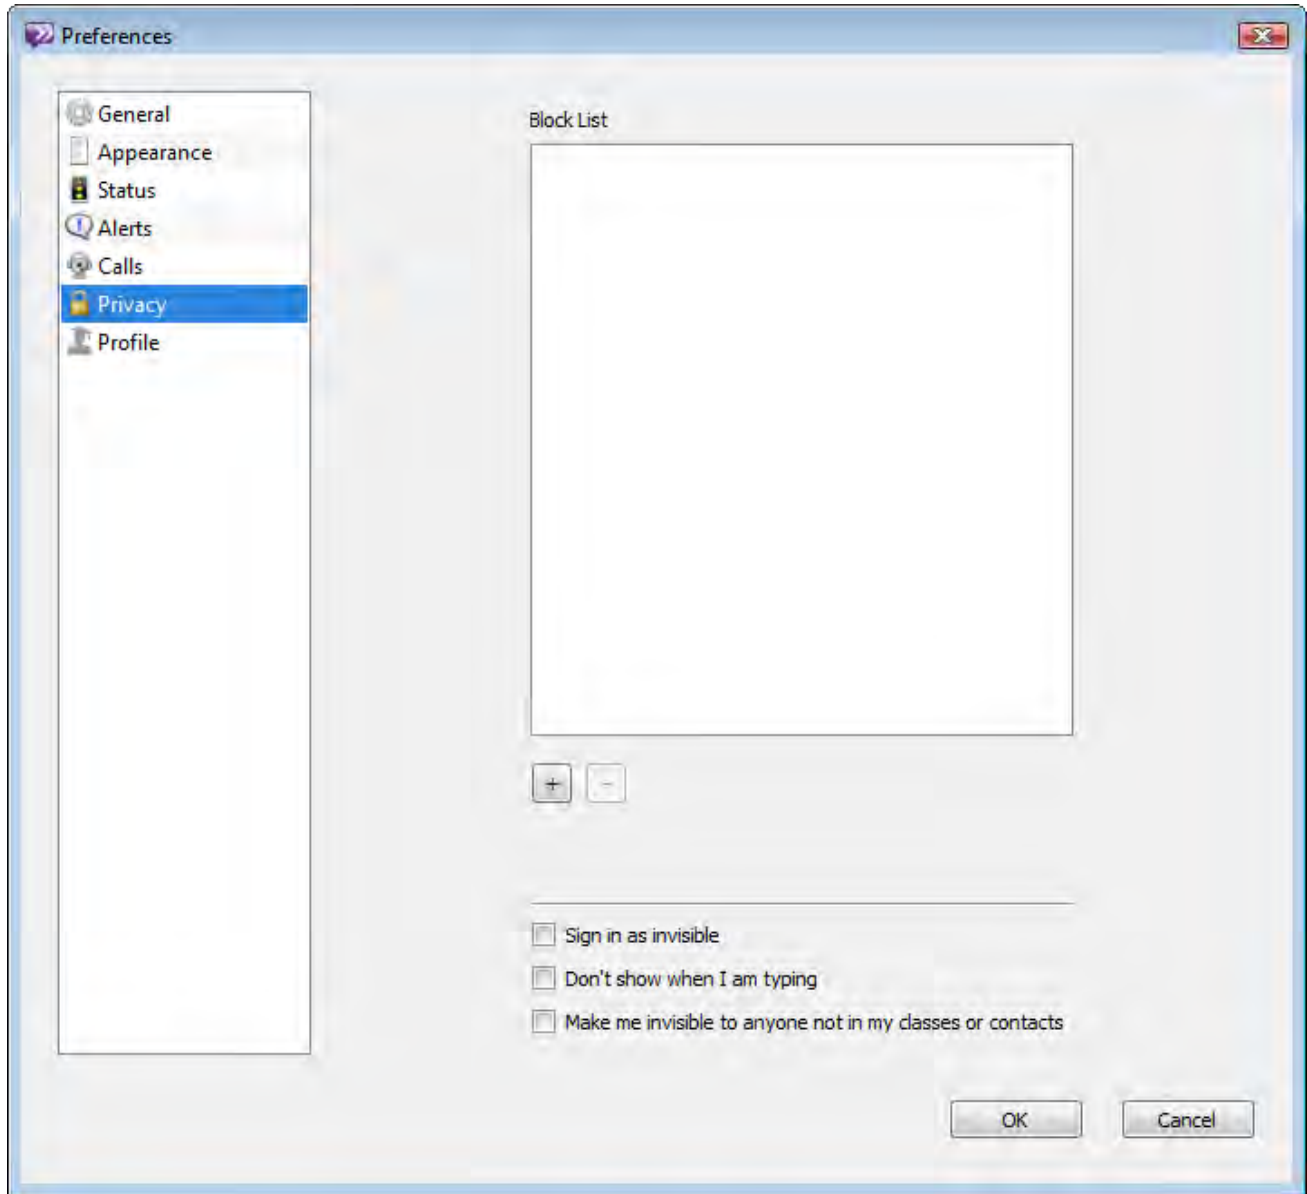 Preferences
General
Appearance
Status
Alerts
Calls
Privacy
Profile
Block List
+ -
Sign in as invisible
Don't show when I am typing
Make me invisible to anyone not in my classes or contacts
OK Cancel